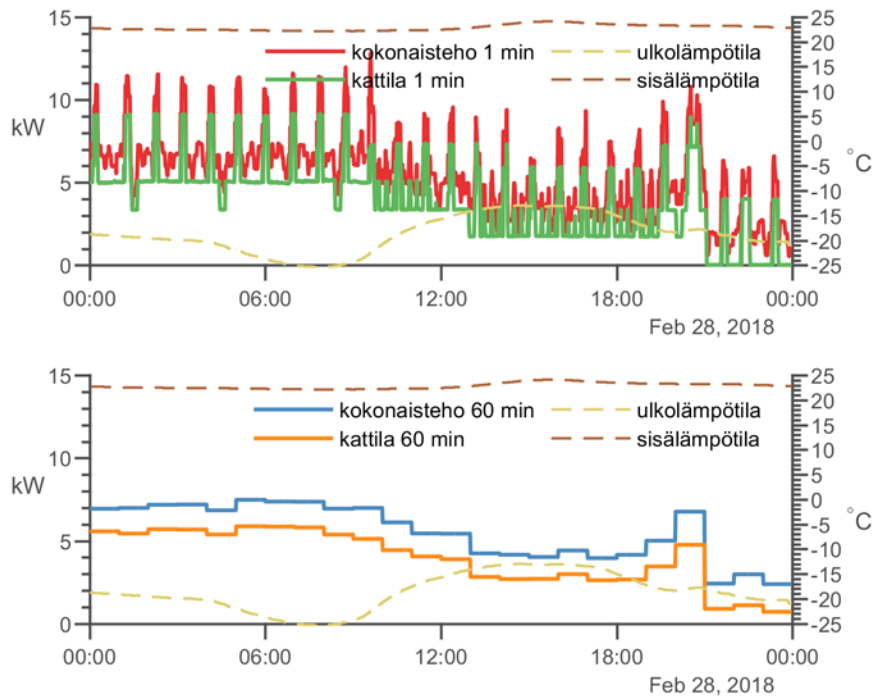 15
10
kW
5
0
kokonaisteho 1 min
kattila 1 min
ulkolämpötila
sisälämpötila
25
20
15
10
5
0
-5
-10
-15
-20
-25
°C
00:00 06:00 12:00 18:00 00:00
Feb 28, 2018
15
10
kW
5
0
kokonaisteho 60 min
kattila 60 min
ulkolämpötila
sisälämpötila
25
20
15
10
5
0
-5
-10
-15
-20
-25
°C
00:00 06:00 12:00 18:00 00:00
Feb 28, 2018